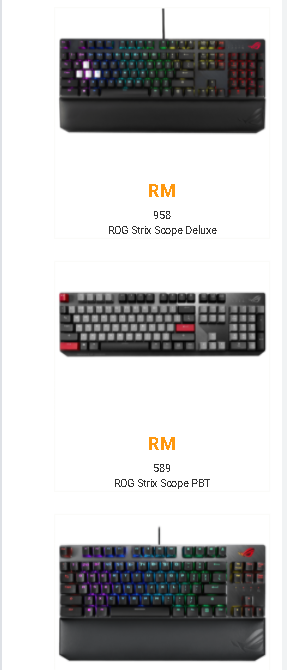 RM
958
ROG Strix Scope Deluxe
RM
589
ROG Strix Scope PBT